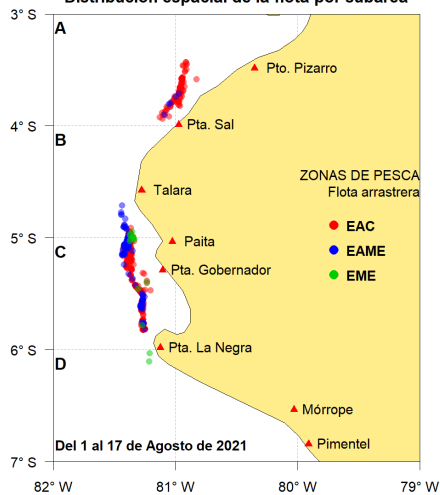 Distribución espacial de la flota por subárea
3° S
A
Pto. Pizarro
Pta. Sal
4° S
B
Talara
ZONAS DE PESCA
Flota arrastrera
EAC
EAME
EME
5° S
C
Paita
Pta. Gobernador
6° S
Pta. La Negra
D
Mórrope
Pimentel
Del 1 al 17 de Agosto de 2021
7° S
82° W
81° W
80° W
79° W